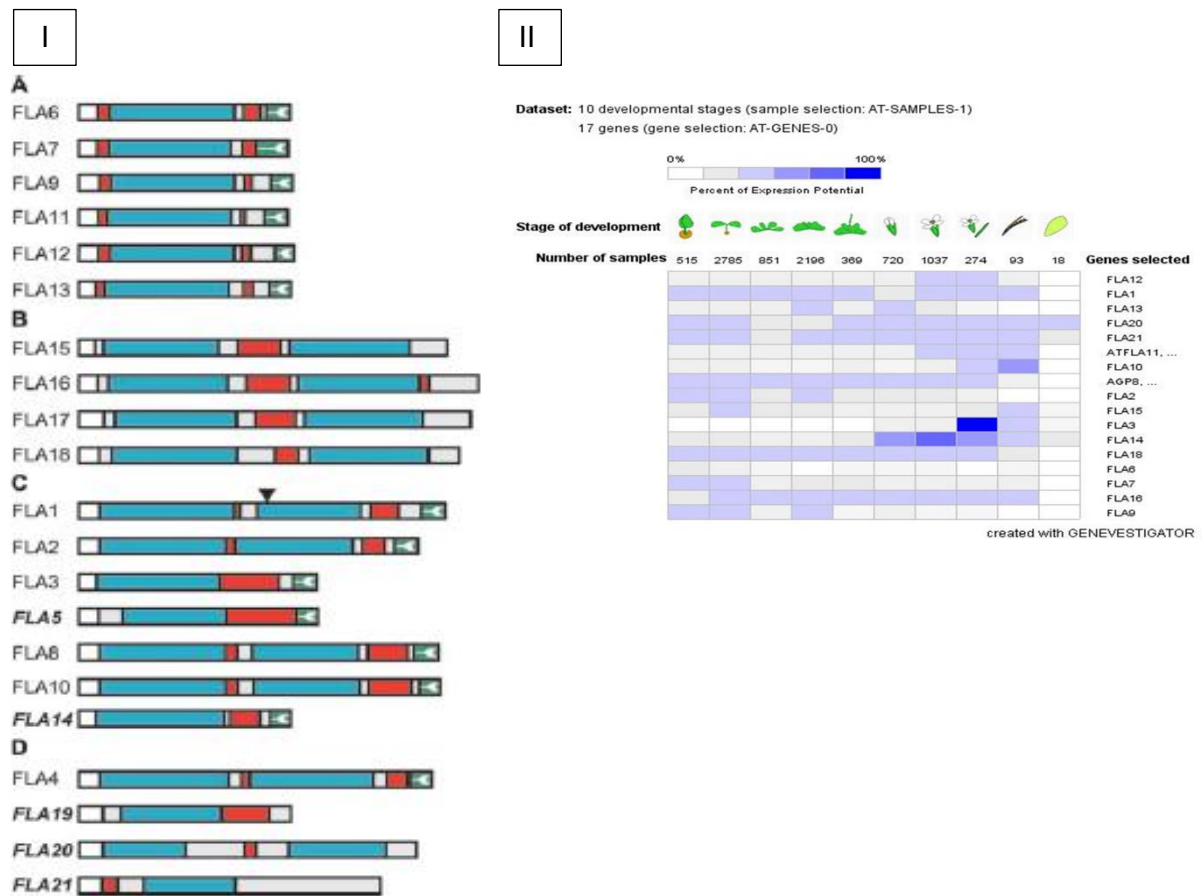 I
A
FLA6
FLA7
FLA9
FLA11
FLA12
FLA13
B
FLA15
FLA16
FLA17
FLA18
C
FLA1
FLA2
FLA3
FLA5
FLA8
FLA10
FLA14
D
FLA4
FLA19
FLA20
FLA21
II
Dataset: 10 developmental stages (sample selection: AT-SAMPLES-1)
17 genes (gene selection: AT-GENES-0)
0% 100%
Percent of Expression Potential
Stage of development
Number of samples 515 2785 851 2196 369 720 1037 274 93 18 Genes selected
FLA12
FLA1
FLA13
FLA20
FLA21
ATFLA11, ...
FLA10
AGP8, ...
FLA2
FLA15
FLA3
FLA14
FLA18
FLA6
FLA7
FLA16
FLA9
created with GENEVESTIGATOR